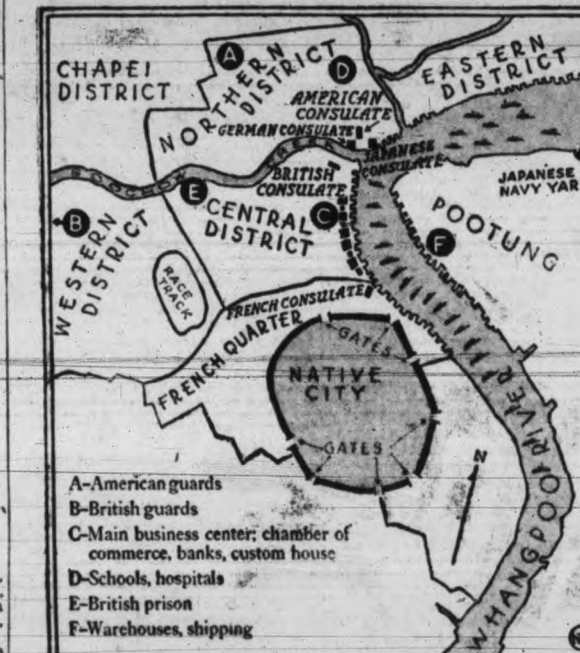 CHAPEI
DISTRICT
A
NORTHERN
DISTRICT
D
EASTERN
DISTRICT
AMERICAN
CONSULATE
GERMAN CONSULATE
JAPANESE
CONSULATE
SOOCHOW CREEK
BRITISH
CONSULATE
JAPANESE
NAVY YAR
E
B
CENTRAL
DISTRICT
C
F
POOTUNG
WESTERN
DISTRICT
RACE
TRACK
FRENCH CONSULATE
FRENCH QUARTER
GATES
NATIVE
CITY
GATES
N
WHANGPOO RIVER
A-American guards
B-British guards
C-Main business center; chamber of
commerce, banks, custom house
D-Schools, hospitals
E-British prison
F-Warehouses, shipping